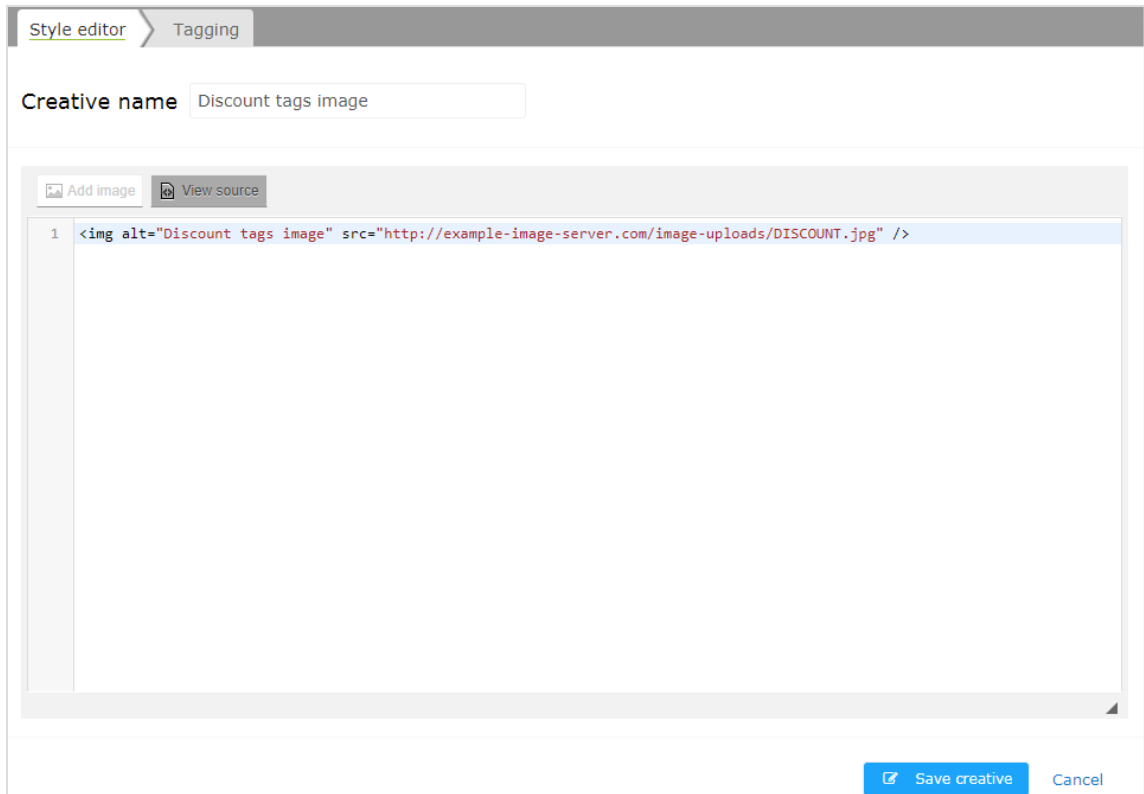 Style editor Tagging
Creative name Discount tags image
Add image View source
1 <img alt="Discount tags image" src="http://example-image-server.com/image-uploads/DISCOUNT.jpg" />
Save creative Cancel